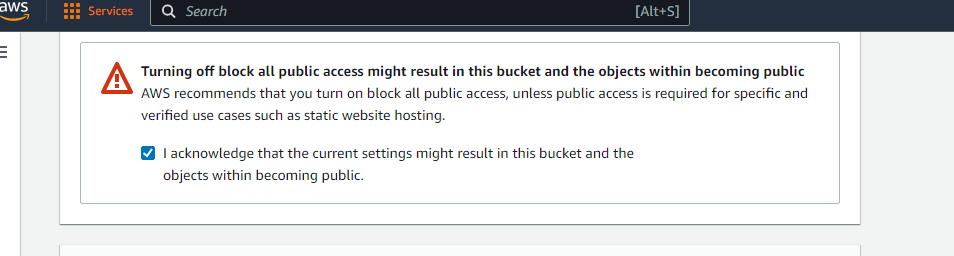 aws
Services
Search
[Alt+S]
Turning off block all public access might result in this bucket and the objects within becoming public
AWS recommends that you turn on block all public access, unless public access is required for specific and
verified use cases such as static website hosting.
I acknowledge that the current settings might result in this bucket and the
objects within becoming public.